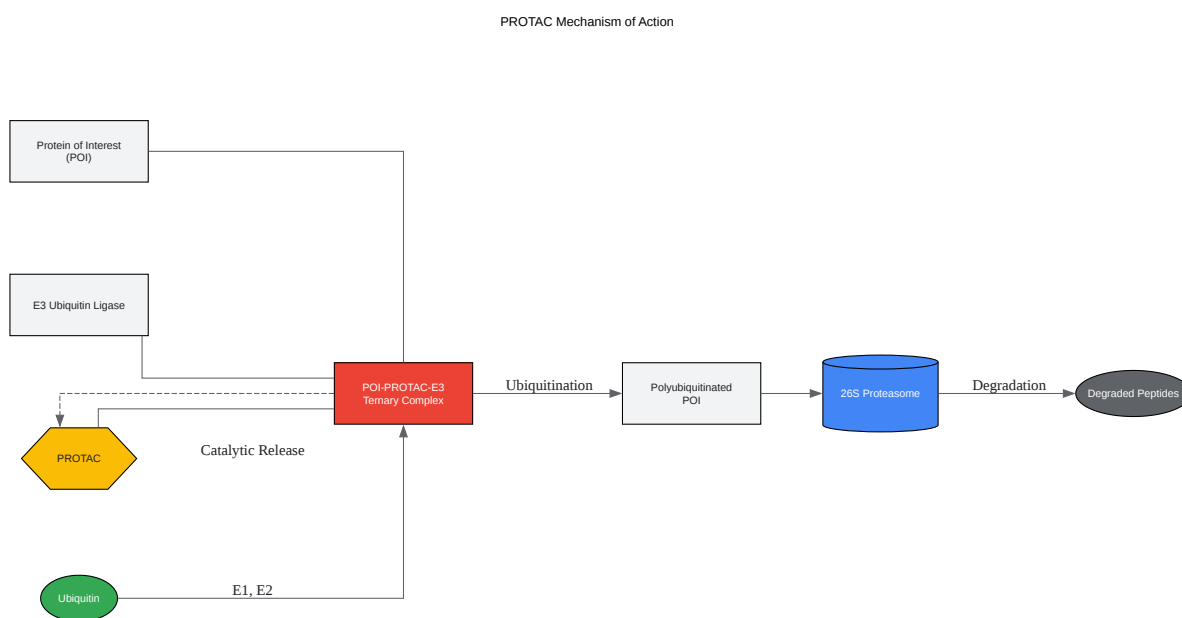 PROTAC Mechanism of Action
Protein of Interest
(POI)
E3 Ubiquitin Ligase
POI-PROTAC-E3
Ternary Complex
Ubiquitination
Polyubiquitinated
POI
26S Proteasome
Degradation
Degraded Peptides
PROTAC
Catalytic Release
Ubiquitin
E1, E2